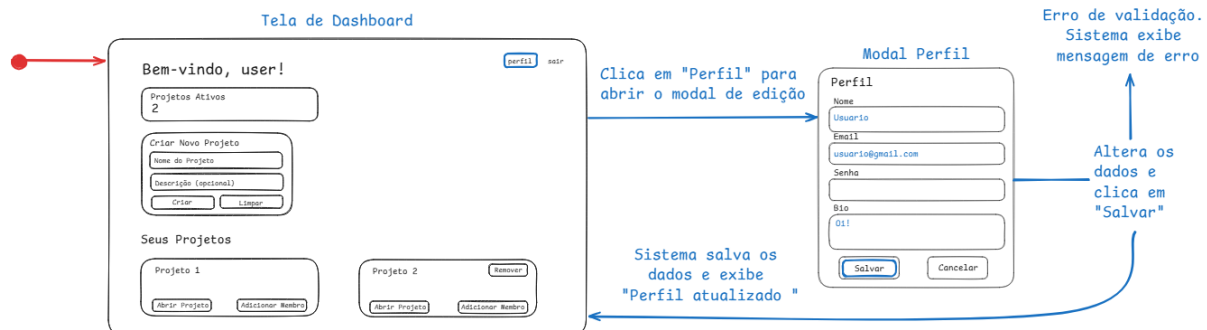 Tela de Dashboard
Bem-vindo, user!
perfil
sair
Projetos Ativos
2
Criar Novo Projeto
Nome do Projeto
Descrição (opcional)
Criar
Limpar
Seus Projetos
Projeto 1
Abrir Projeto
Adicionar Membro
Projeto 2
Remover
Abrir Projeto
Adicionar Membro
Clica em "Perfil" para
abrir o modal de edição
Modal Perfil
Perfil
Nome
Usuario
Email
usuario@gmail.com
Senha
Bio
Oi!
Salvar
Cancelar
Erro de validação.
Sistema exibe
mensagem de erro
Altera os
dados e
clica em
"Salvar"
Sistema salva os
dados e exibe
"Perfil atualizado "